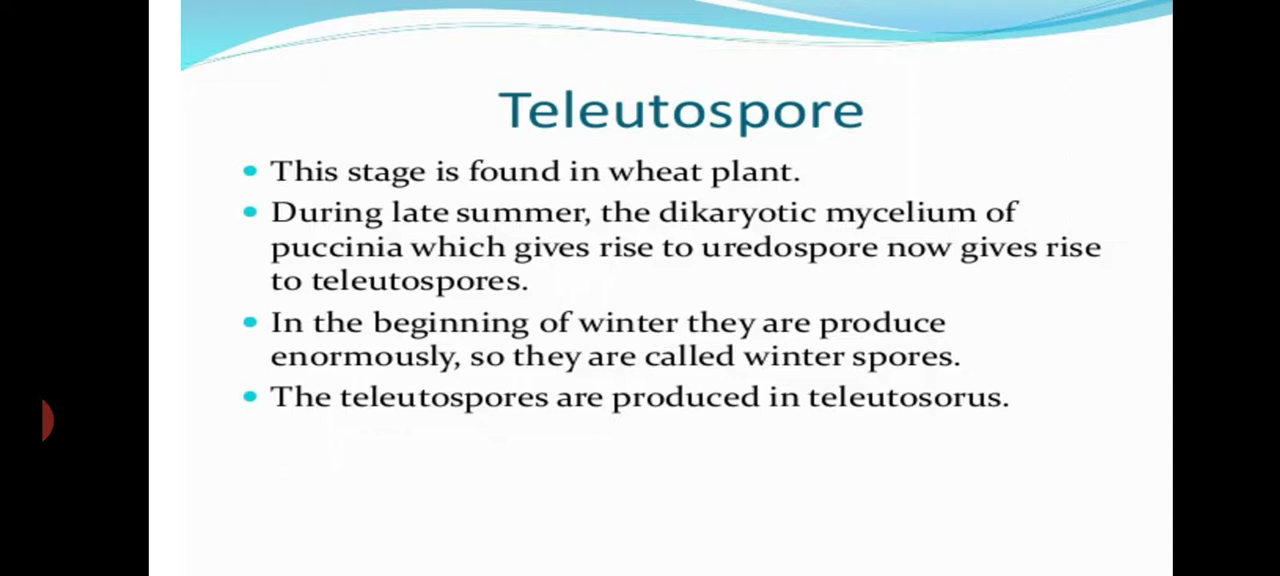 Teleutospore
• This stage is found in wheat plant.
• During late summer, the dikaryotic mycelium of
puccinia which gives rise to uredospore now gives rise
to teleutospores.
• In the beginning of winter they are produce
enormously, so they are called winter spores.
• The teleutospores are produced in teleutosorus.